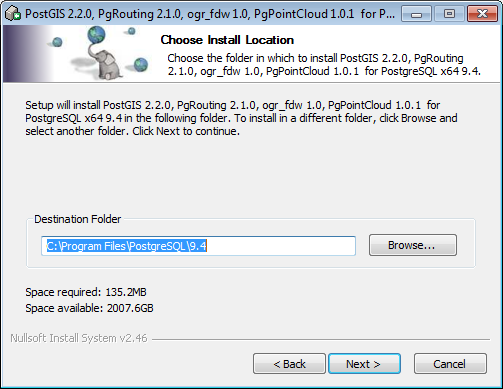 PostGIS 2.2.0, PgRouting 2.1.0, ogr_fdw 1.0, PgPointCloud 1.0.1 for P...
Choose Install Location
Choose the folder in which to install PostGIS 2.2.0, PgRouting
2.1.0, ogr_fdw 1.0, PgPointCloud 1.0.1 for PostgreSQL x64 9.4.
Setup will install PostGIS 2.2.0, PgRouting 2.1.0, ogr_fdw 1.0, PgPointCloud 1.0.1 for
PostgreSQL x64 9.4 in the following folder. To install in a different folder, click Browse and
select another folder. Click Next to continue.
Destination Folder
C:\Program Files\PostgreSQL\9.4
Browse...
Space required: 135.2MB
Space available: 2007.6GB
Nullsoft Install System v2.46
< Back
Next >
Cancel